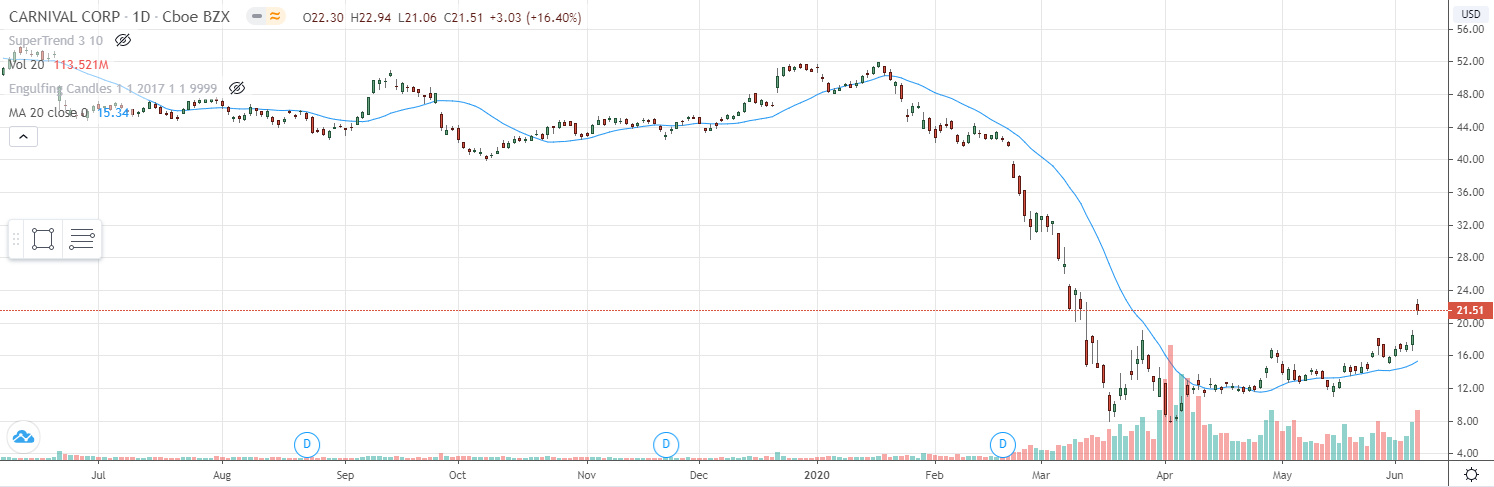 CARNIVAL CORP · 1D · Cboe BZX O22.30 H22.94 L21.06 C21.51 +3.03 (+16.40%)
SuperTrend 3 10
Vol 20 113.521M
Engulfing Candles 1 1 2017 1 1 9999
MA 20 close 0 15.34
USD
56.00
52.00
48.00
44.00
40.00
36.00
32.00
28.00
24.00
21.51
20.00
16.00
12.00
8.00
4.00
D D D
Jul Aug Sep Oct Nov Dec 2020 Feb Mar Apr May Jun